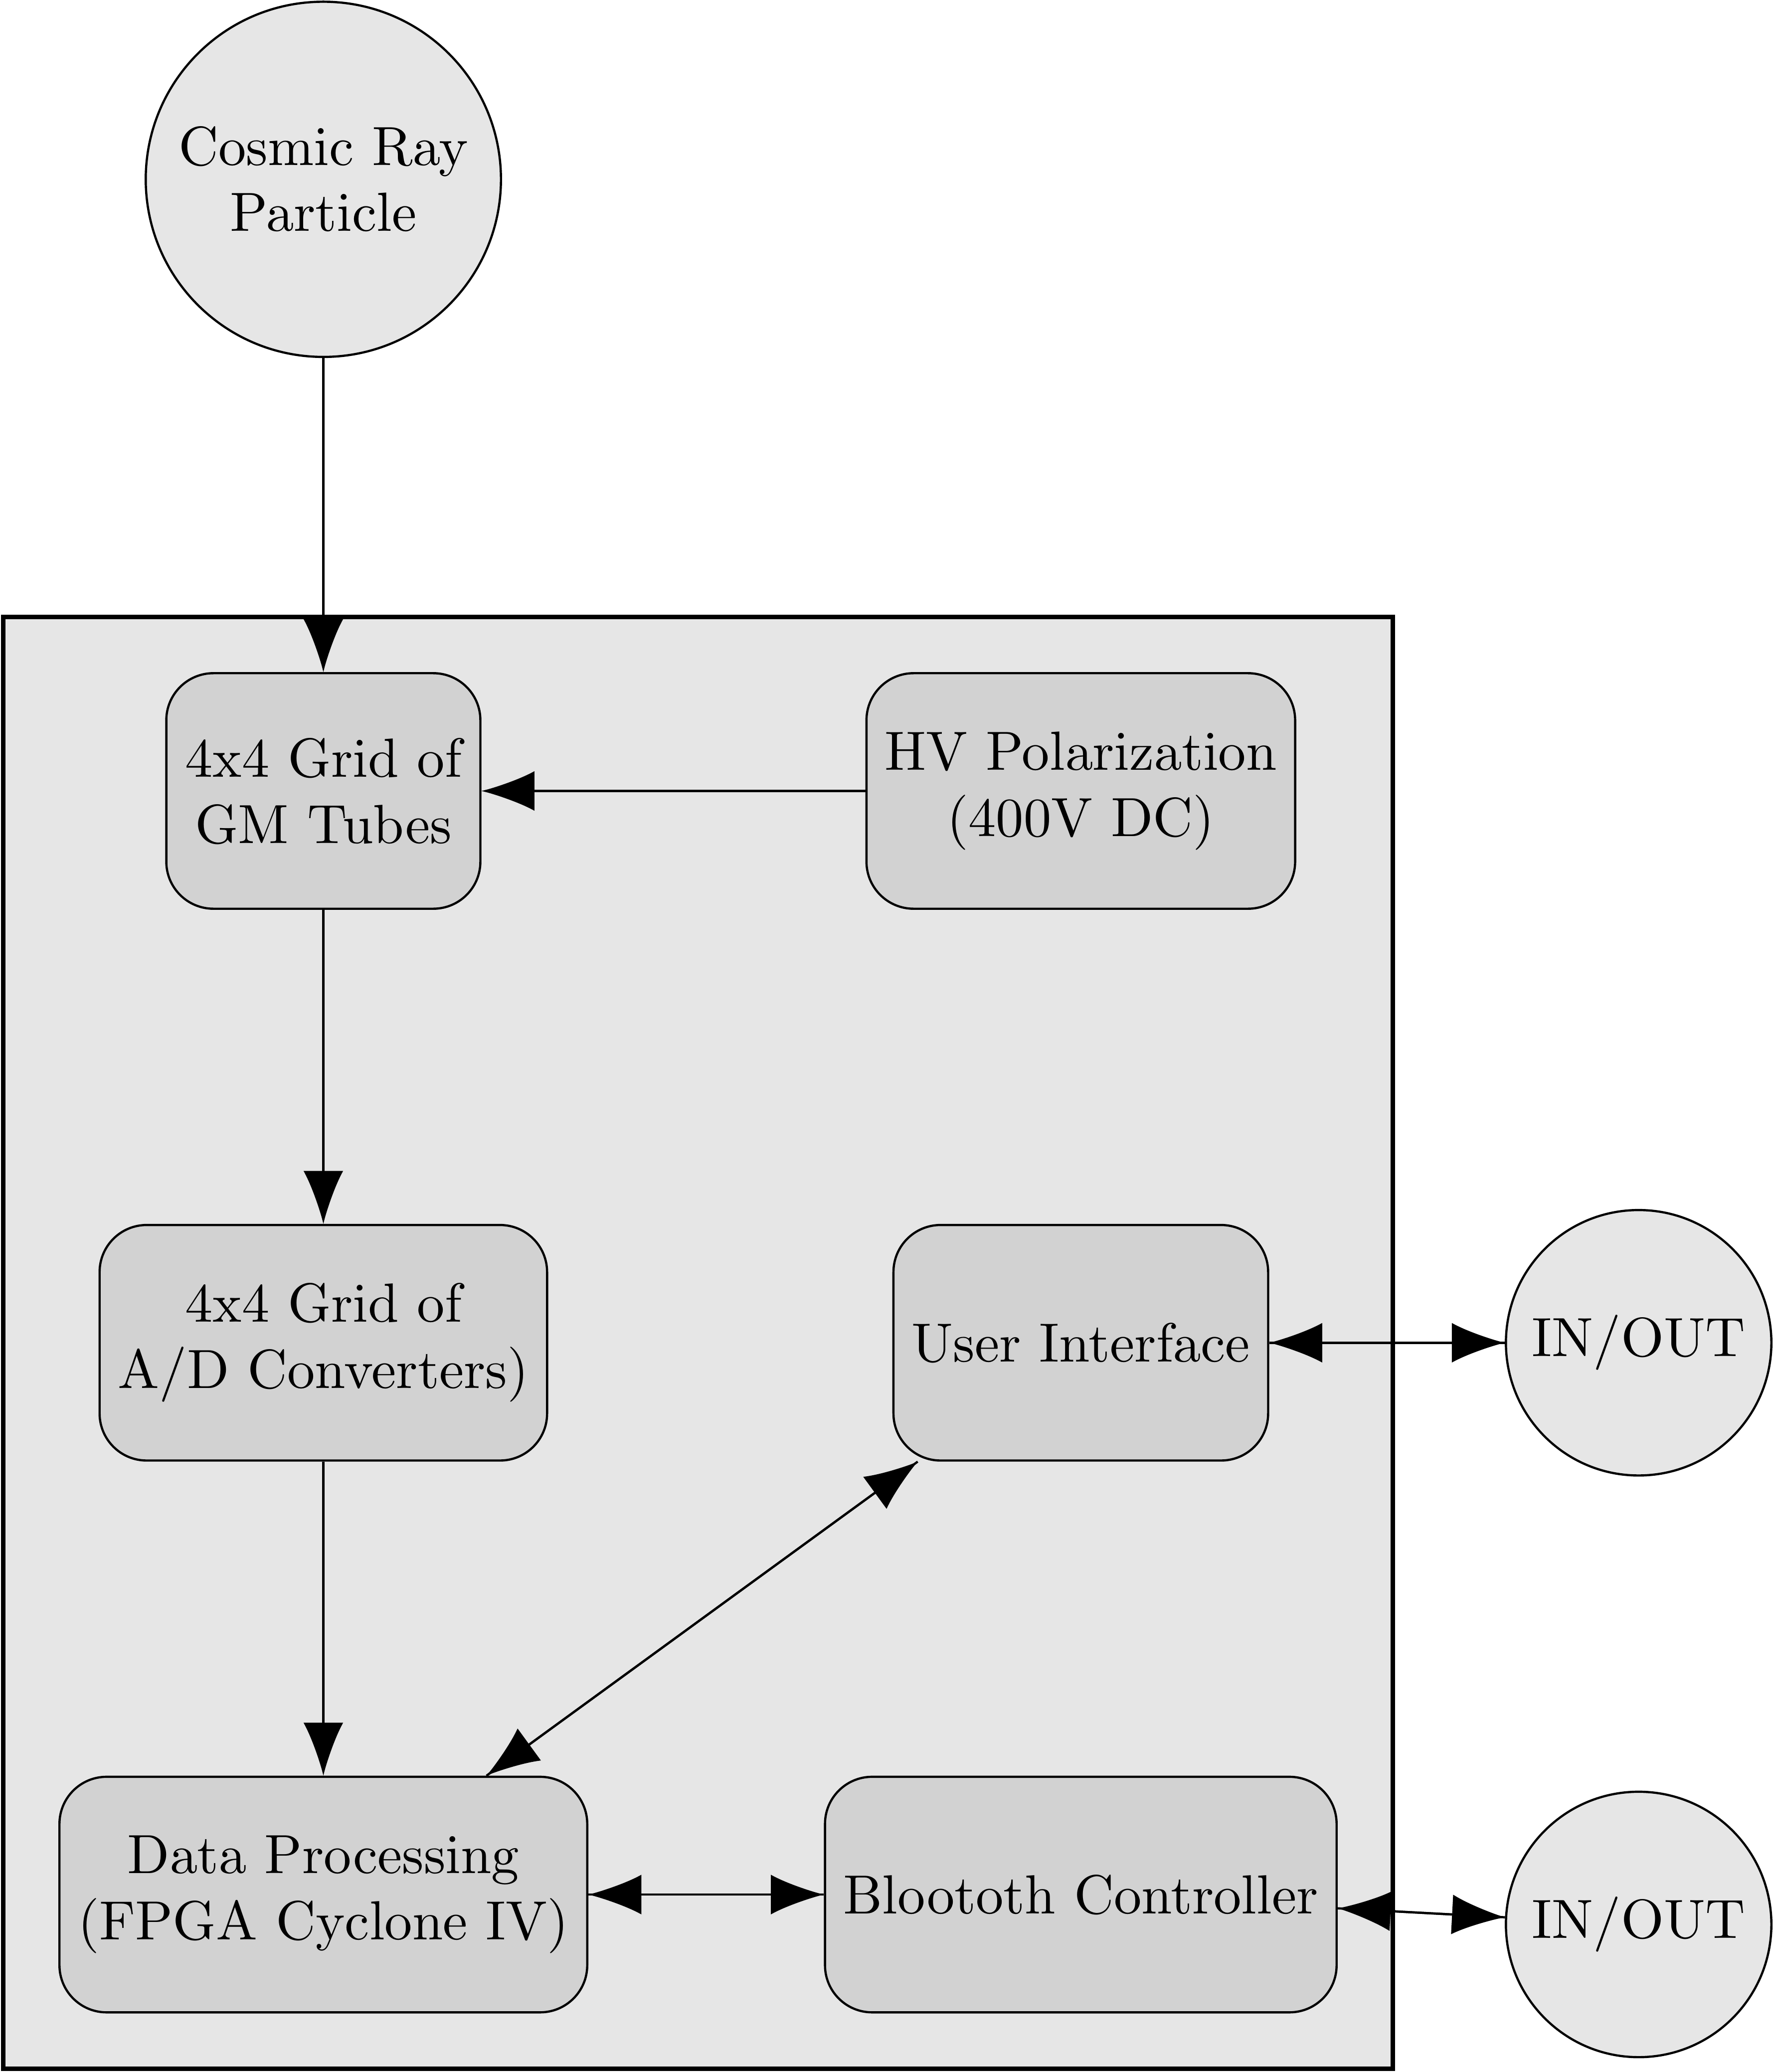 Cosmic Ray
Particle
4x4 Grid of
GM Tubes
HV Polarization
(400V DC)
4x4 Grid of
A/D Converters)
User Interface
IN/OUT
Data Processing
(FPGA Cyclone IV)
Bloototh Controller
IN/OUT